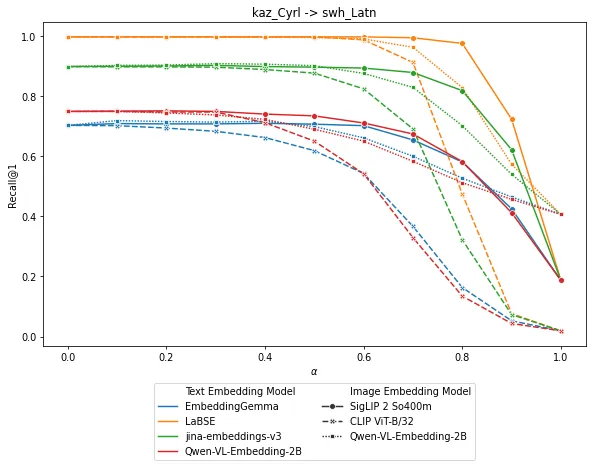 kaz_Cyrl -> swh_Latn
Recall@1
1.0
0.8
0.6
0.4
0.2
0.0
0.0 0.2 0.4 0.6 0.8 1.0
α
Text Embedding Model
EmbeddingGemma
LaBSE
jina-embeddings-v3
Qwen-VL-Embedding-2B
Image Embedding Model
SigLIP 2 So400m
CLIP ViT-B/32
Qwen-VL-Embedding-2B